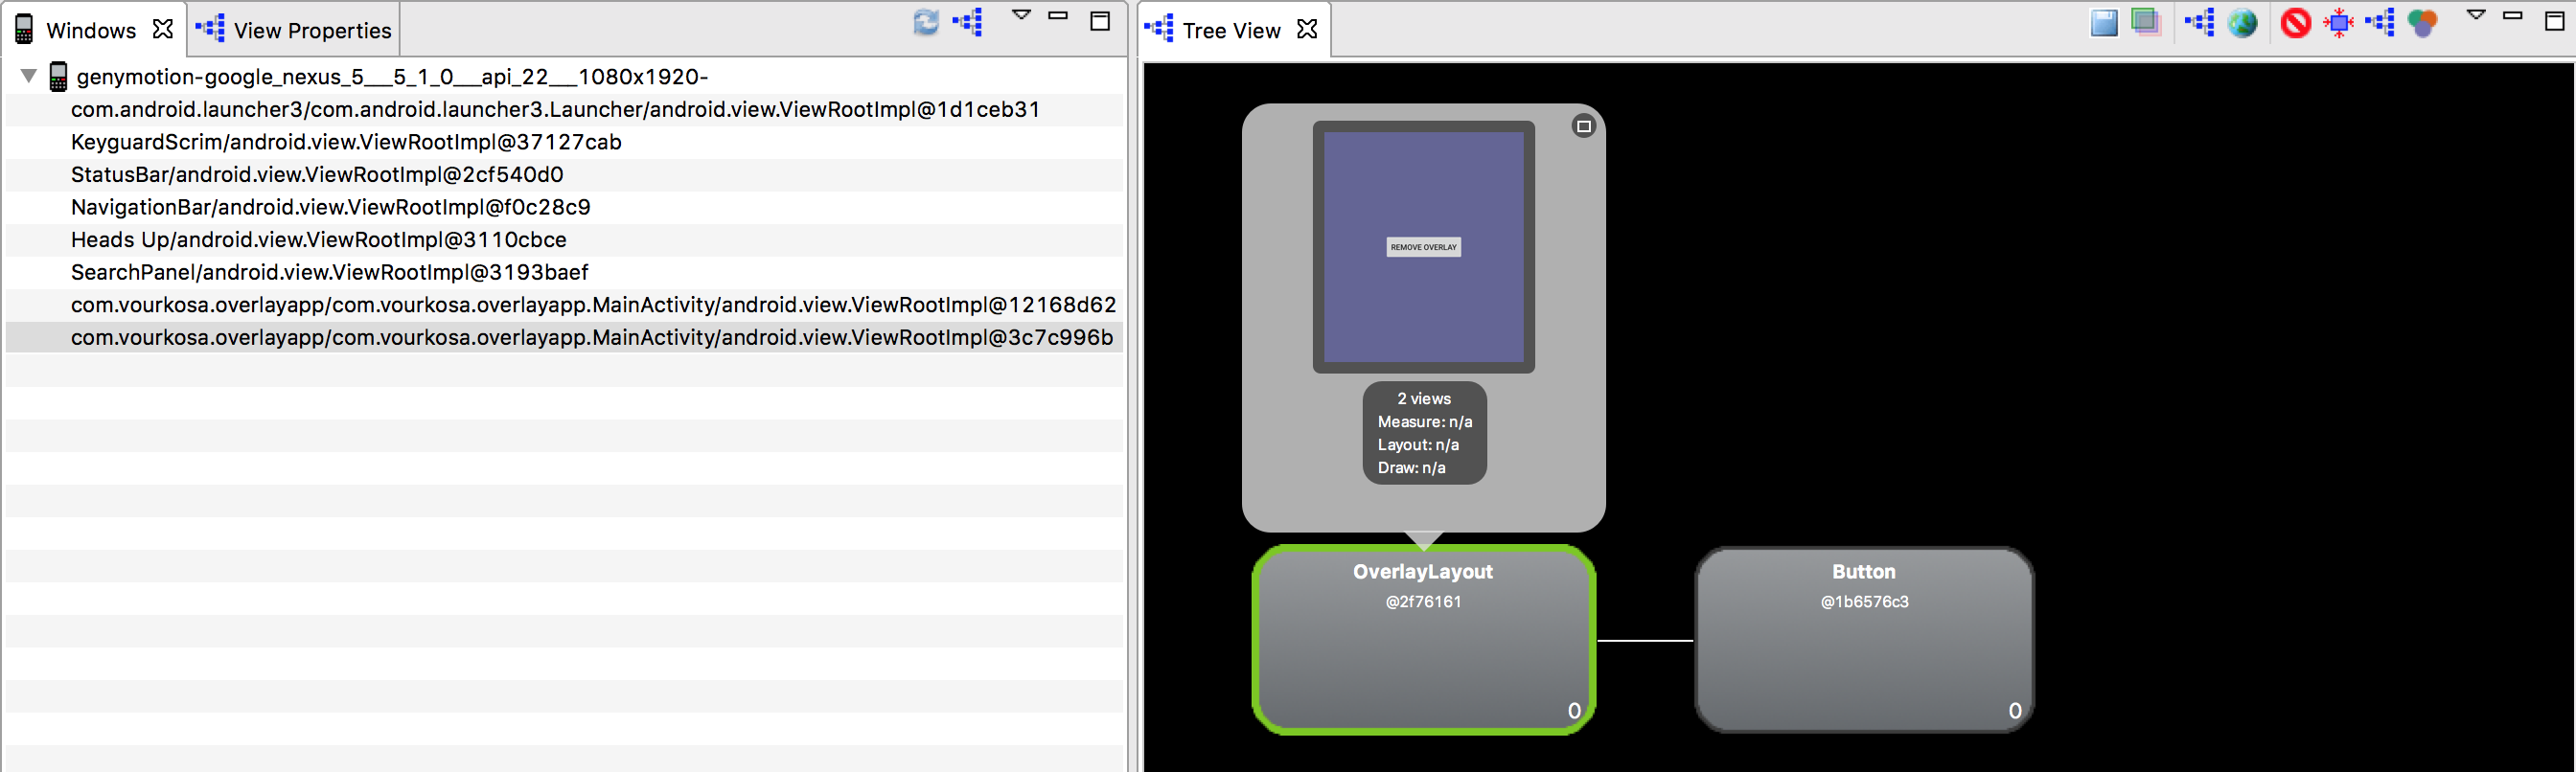 Windows
View Properties
genymotion-google_nexus_5___5_1_0___api_22___1080x1920-
com.android.launcher3/com.android.launcher3.Launcher/android.view.ViewRootImpl@1d1ceb31
KeyguardScrim/android.view.ViewRootImpl@37127cab
StatusBar/android.view.ViewRootImpl@2cf540d0
NavigationBar/android.view.ViewRootImpl@f0c28c9
Heads Up/android.view.ViewRootImpl@3110cbce
SearchPanel/android.view.ViewRootImpl@3193baef
com.vourkosa.overlayapp/com.vourkosa.overlayapp.MainActivity/android.view.ViewRootImpl@12168d62
com.vourkosa.overlayapp/com.vourkosa.overlayapp.MainActivity/android.view.ViewRootImpl@3c7c996b
Tree View
REMOVE OVERLAY
2 views
Measure: n/a
Layout: n/a
Draw: n/a
OverlayLayout
@2f76161
0
Button
@1b6576c3
0